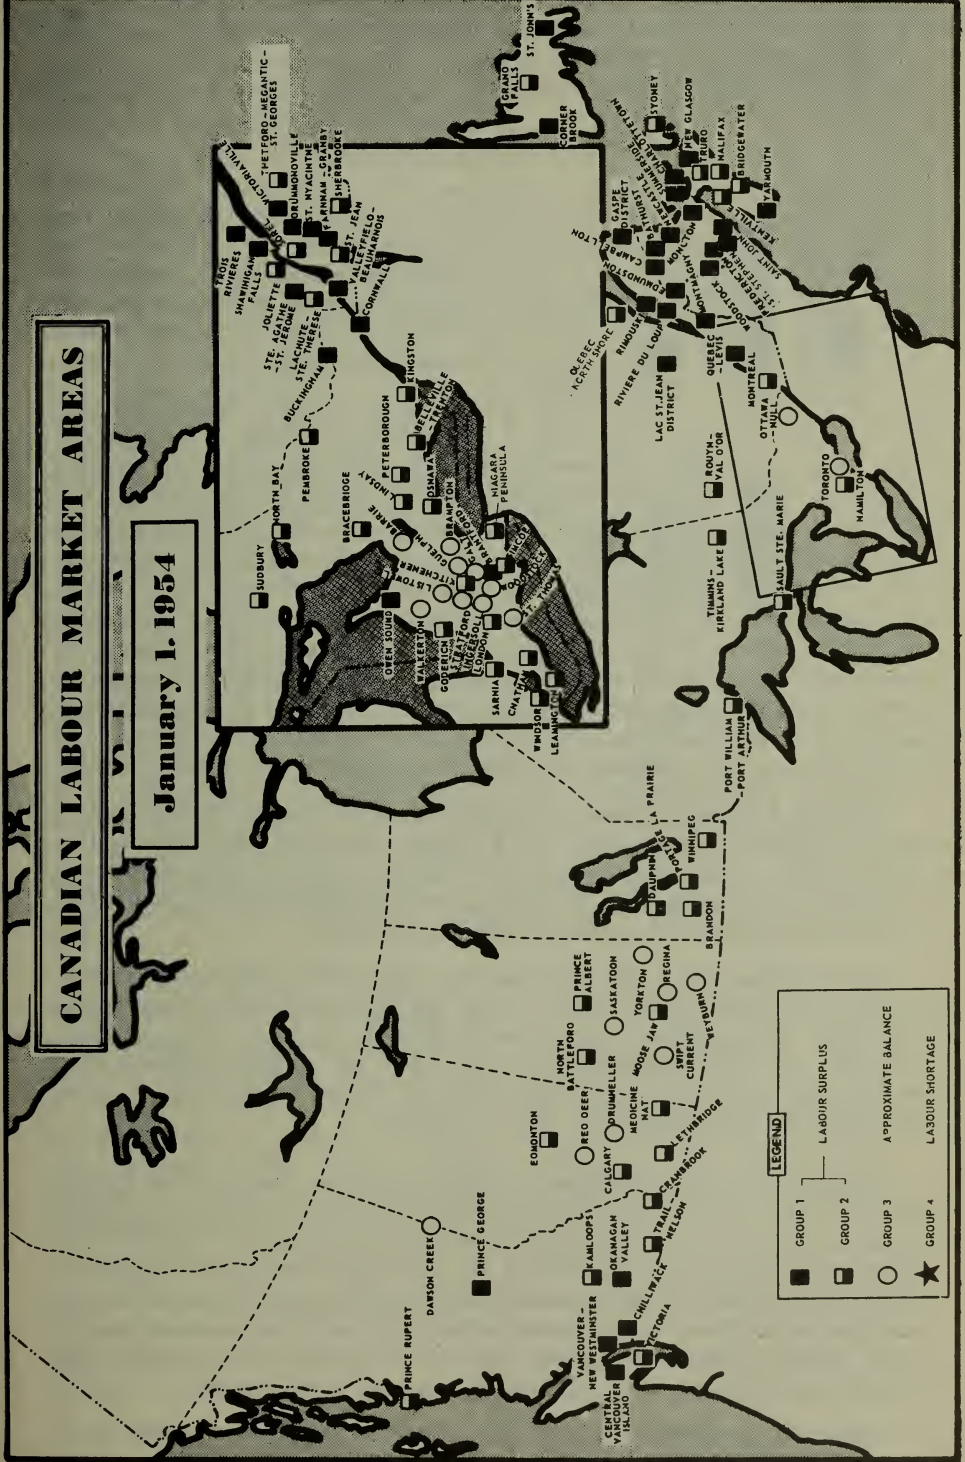 CANADIAN LABOUR MARKET AREAS
January 1. 1954
PRINCE RUPERT
DAWSON CREEK
PRINCE GEORGE
VANCOUVER –
NEW WESTMINSTER
CENTRAL
VANCOUVER
ISLAND
VICTORIA
CHILLIWACK
KAMLOOPS
OKANAGAN
VALLEY
TRAIL
NELSON
CRANBROOK
EDMONTON
RED DEER
CALGARY
DRUMHELLER
MEDICINE
HAT
LETHBRIDGE
NORTH
BATTLEFORD
PRINCE
ALBERT
SASKATOON
MOOSE JAW
SWIFT
CURRENT
YORKTON
REGINA
WEYBURN
DAUPHIN
PORTAGE LA PRAIRIE
BRANDON
WINNIPEG
FORT WILLIAM
–PORT ARTHUR
SAULT STE. MARIE
TIMMINS –
KIRKLAND LAKE
ROUYN –
VAL D'OR
TORONTO
HAMILTON
OTTAWA
HULL
MONTREAL
QUEBEC
–LEVIS
LAC ST. JEAN
DISTRICT
RIVIERE DU LOUP
RIMOUSKI
QUEBEC
NORTH SHORE
MONTMAGNY
EDMUNDSTON
CAMPBELLTON
GASPE
DISTRICT
BATHURST
NEWCASTLE
SUMMERSIDE
CHARLOTTETOWN
MONCTON
WOODSTOCK
FREDERICTON
ST. STEPHEN
SAINT JOHN
KENTVILLE
YARMOUTH
BRIDGEWATER
HALIFAX
TRURO
NEW GLASGOW
SYDNEY
CORNER
BROOK
GRAND
FALLS
ST. JOHN'S
SUDBURY
NORTH BAY
PEMBROKE
BRACEBRIDGE
BARRIE
LINDSAY
PETERBOROUGH
KINGSTON
BELLEVILLE
TRENTON
OSHAWA
BRAMPTON
NIAGARA
PENINSULA
GUELPH
GALT
BRANTFORD
KITCHENER
LISTOWEL
SIMCOE
WOODSTOCK
ST. THOMAS
OWEN SOUND
WALKERTON
GODERICH
STRATFORD
INGERSOLL
LONDON
SARNIA
CHATHAM
WINDSOR
LEAMINGTON
BUCKINGHAM
LACHUTE –
STE. THERESE
STE. AGATHE
–ST. JEROME
JOLIETTE
SHAWINIGAN
FALLS
TROIS
RIVIERES
SOREL
VICTORIAVILLE
THETFORD–MEGANTIC–
ST. GEORGES
DRUMMONDVILLE
ST. HYACINTHE
FARNHAM – GRANBY
SHERBROOKE
ST. JEAN
VALLEYFIELD–
BEAUHARNOIS
CORNWALL
LEGEND
GROUP 1
GROUP 2
LABOUR SURPLUS
GROUP 3
APPROXIMATE BALANCE
GROUP 4
LABOUR SHORTAGE